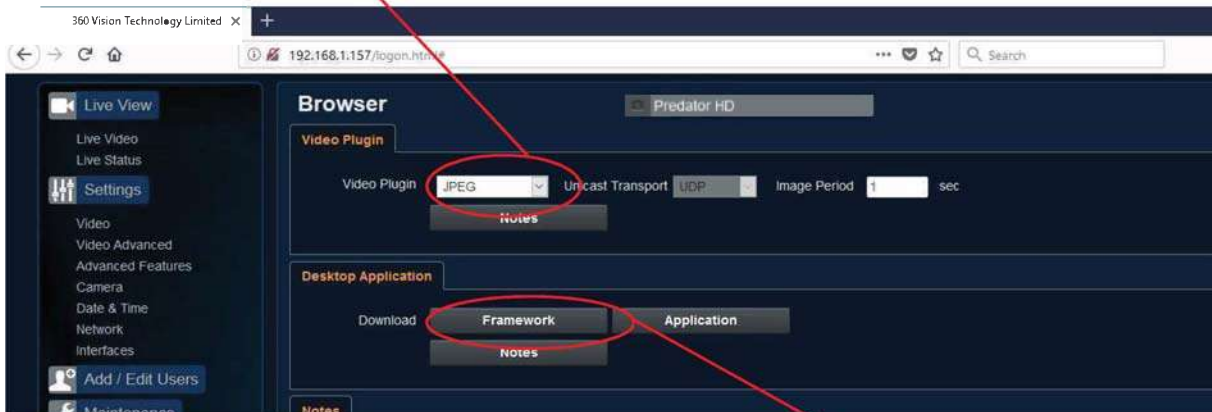 360 Vision Technology Limited
192.168.1.157/logon.html#
Search
Live View
Live Video
Live Status
Settings
Video
Video Advanced
Advanced Features
Camera
Date & Time
Network
Interfaces
Add / Edit Users
Maintenance
Browser
Predator HD
Video Plugin
Video Plugin JPEG Unicast Transport UDP Image Period 1 sec
Notes
Desktop Application
Download Framework Application
Notes
Notes